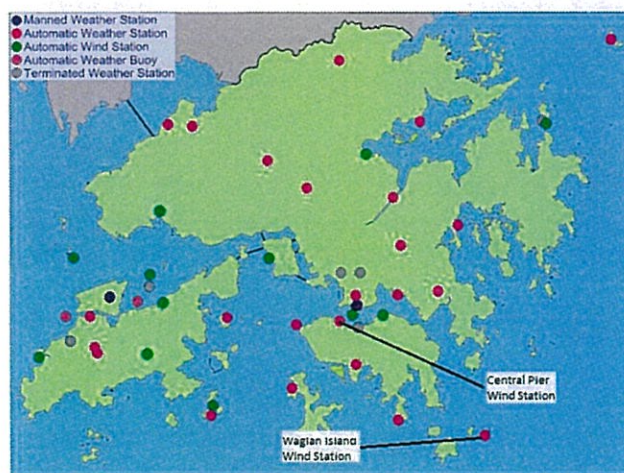 Manned Weather Station
Automatic Weather Station
Automatic Wind Station
Automatic Weather Buoy
Terminated Weather Station
Central Pier
Wind Station
Waglan Island
Wind Station